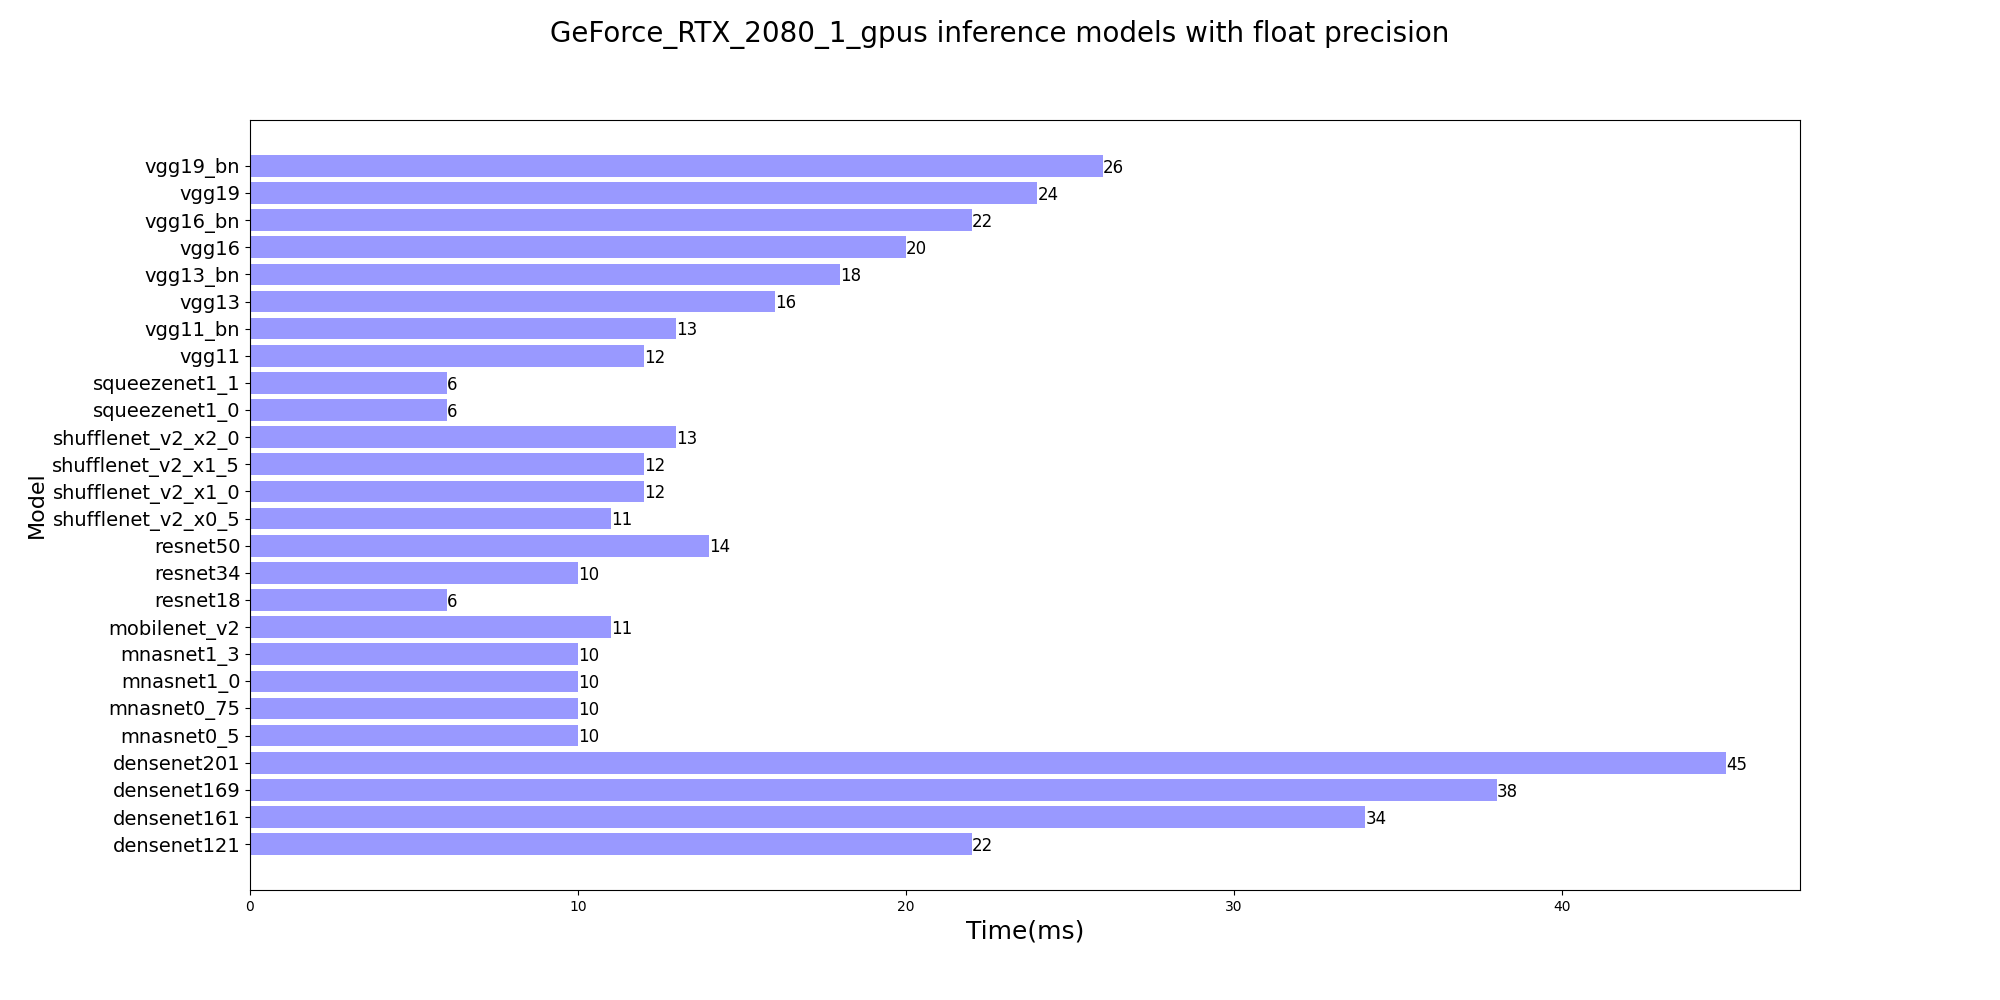 GeForce_RTX_2080_1_gpus inference models with float precision
vgg19_bn 26
vgg19 24
vgg16_bn 22
vgg16 20
vgg13_bn 18
vgg13 16
vgg11_bn 13
vgg11 12
squeezenet1_1 6
squeezenet1_0 6
shufflenet_v2_x2_0 13
shufflenet_v2_x1_5 12
shufflenet_v2_x1_0 12
shufflenet_v2_x0_5 11
resnet50 14
resnet34 10
resnet18 6
mobilenet_v2 11
mnasnet1_3 10
mnasnet1_0 10
mnasnet0_75 10
mnasnet0_5 10
densenet201 45
densenet169 38
densenet161 34
densenet121 22
Model
0 10 20 30 40
Time(ms)